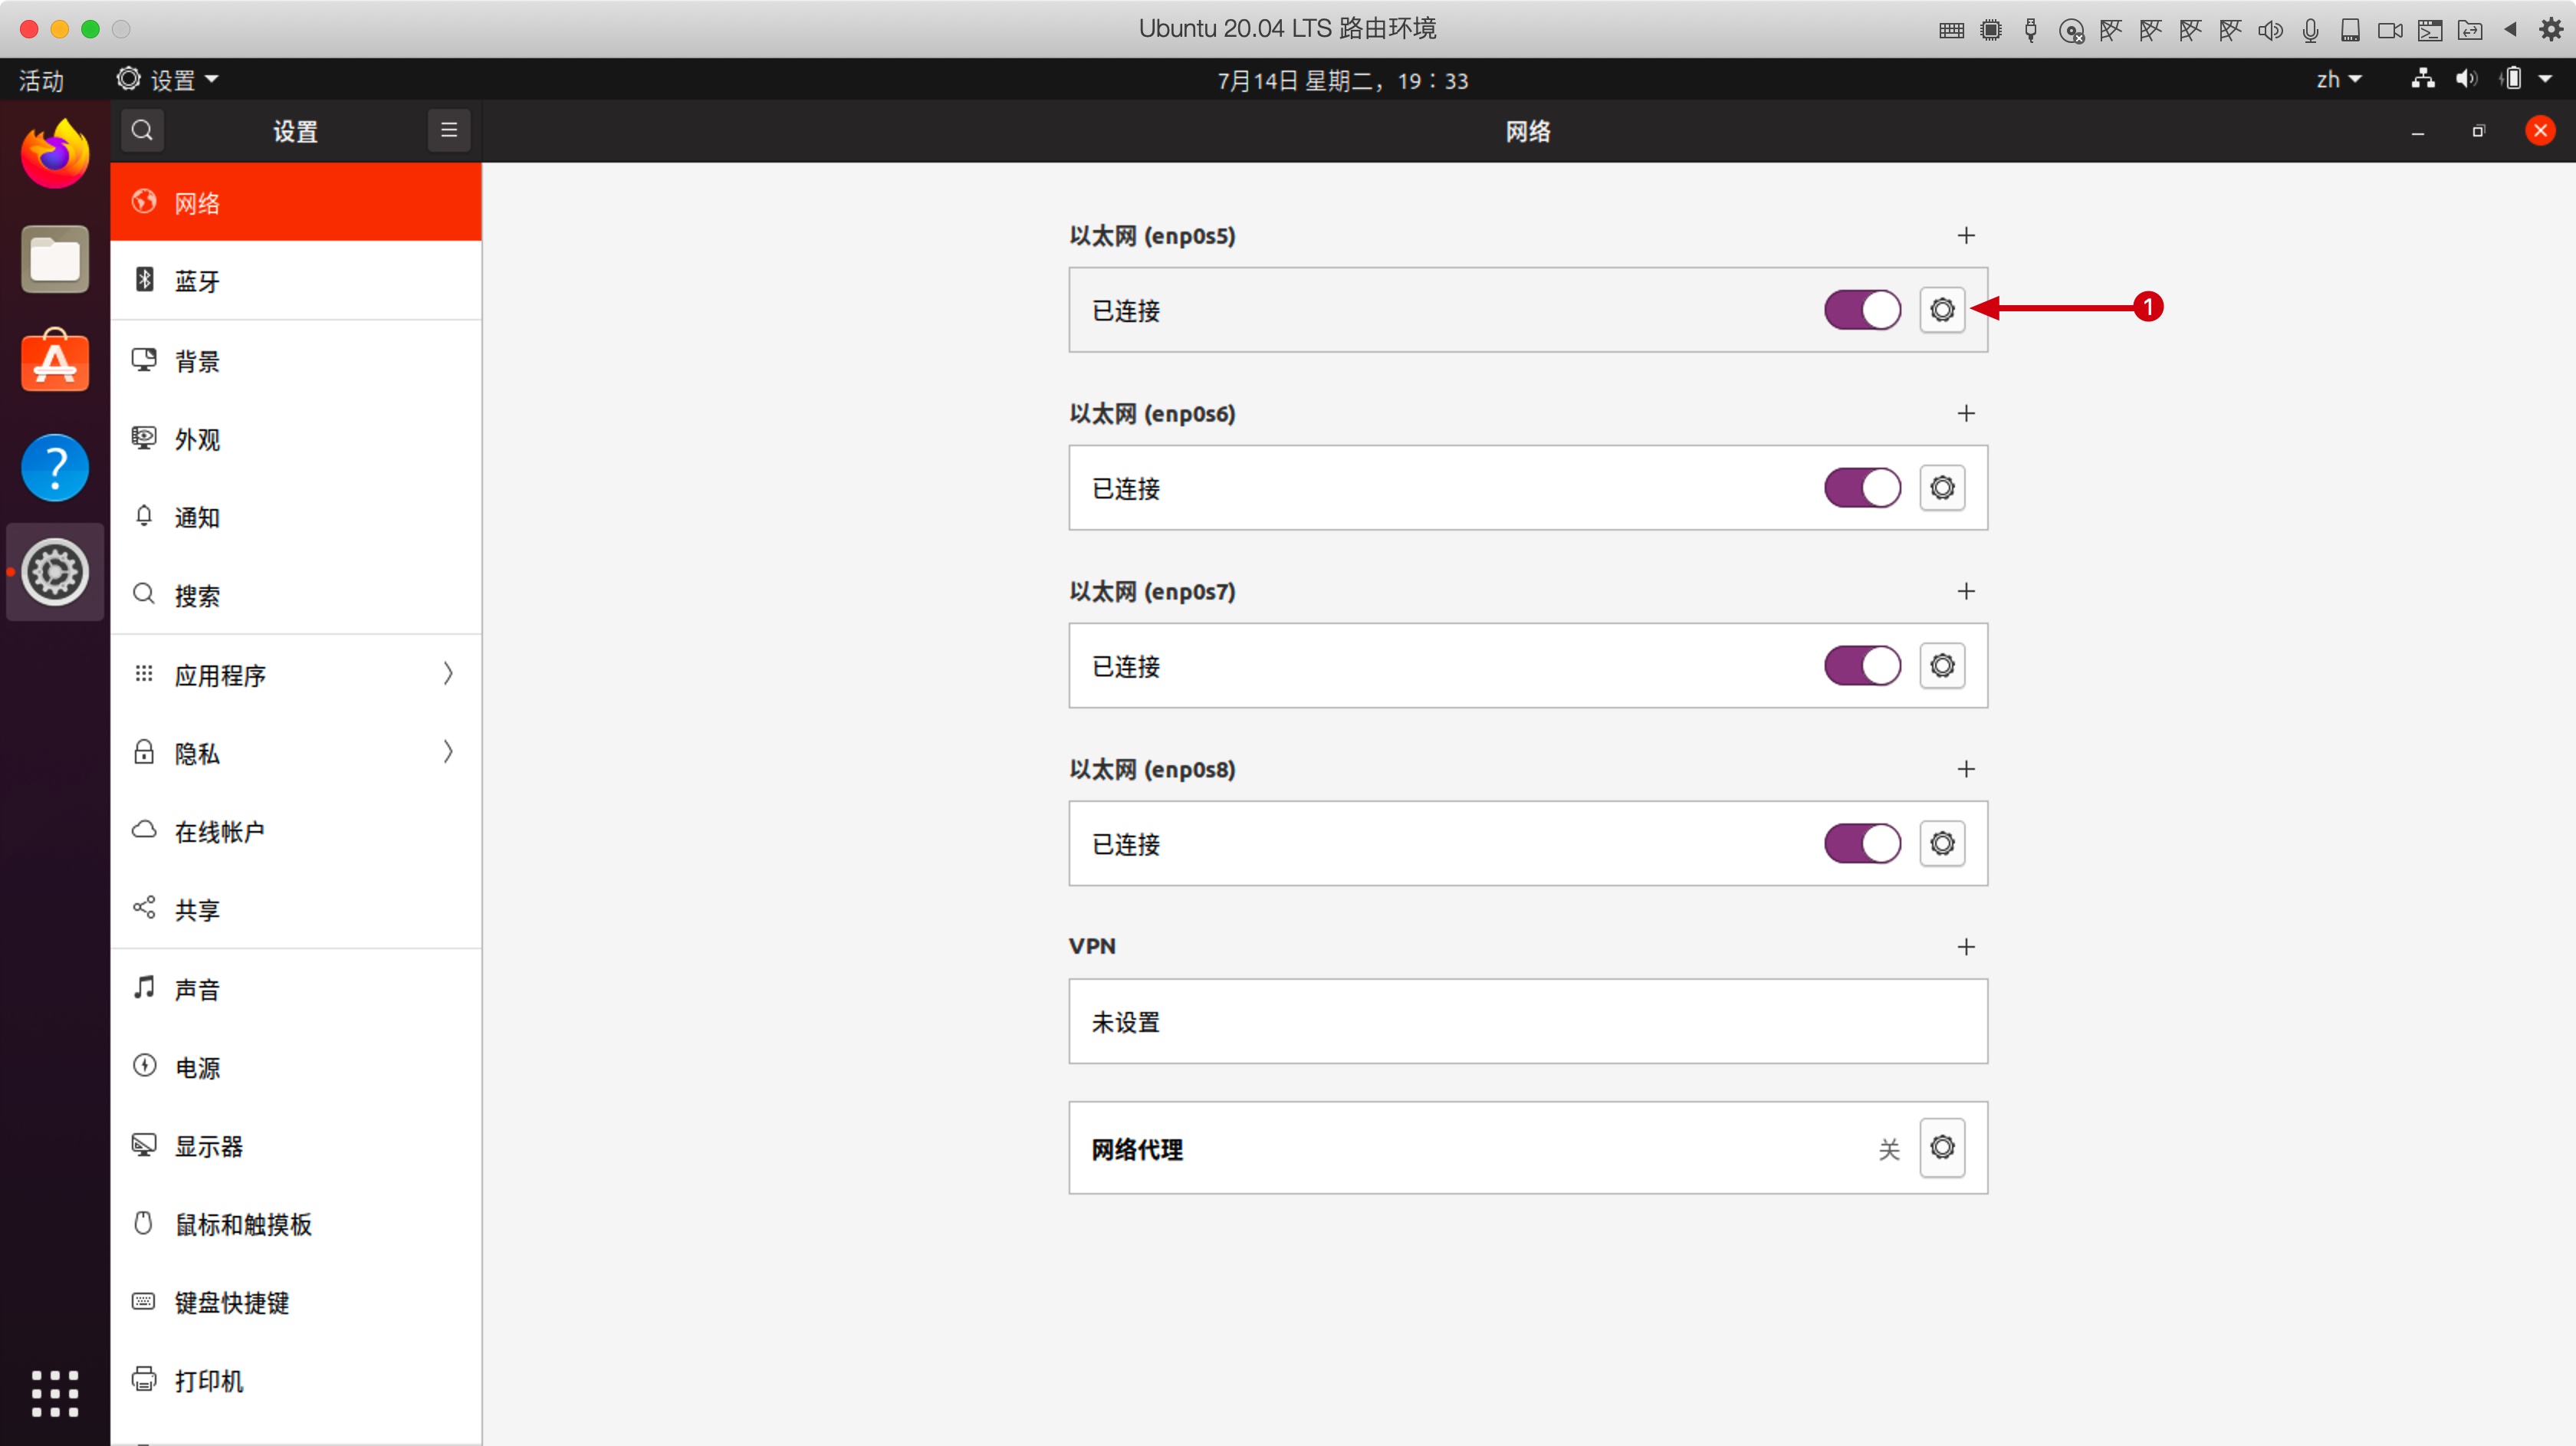 Ubuntu 20.04 LTS 路由环境
活动
设置
7月14日 星期二，19：33
zh
设置
网络
网络
蓝牙
背景
外观
通知
搜索
应用程序
隐私
在线帐户
共享
声音
电源
显示器
鼠标和触摸板
键盘快捷键
打印机
以太网 (enp0s5)
已连接
1
以太网 (enp0s6)
已连接
以太网 (enp0s7)
已连接
以太网 (enp0s8)
已连接
VPN
未设置
网络代理
关